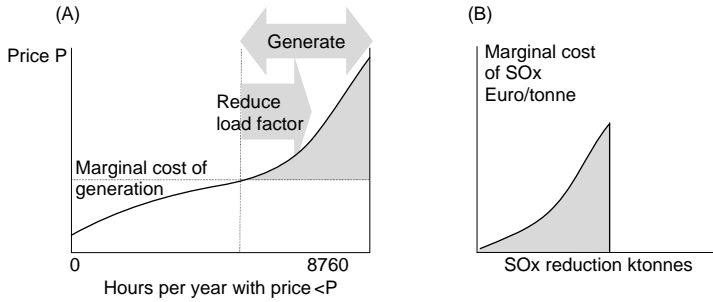 (A)
Generate
Price P
Reduce
load factor
Marginal cost of
generation
0
8760
Hours per year with price <P
(B)
Marginal cost
of SOx
Euro/tonne
SOx reduction ktonnes